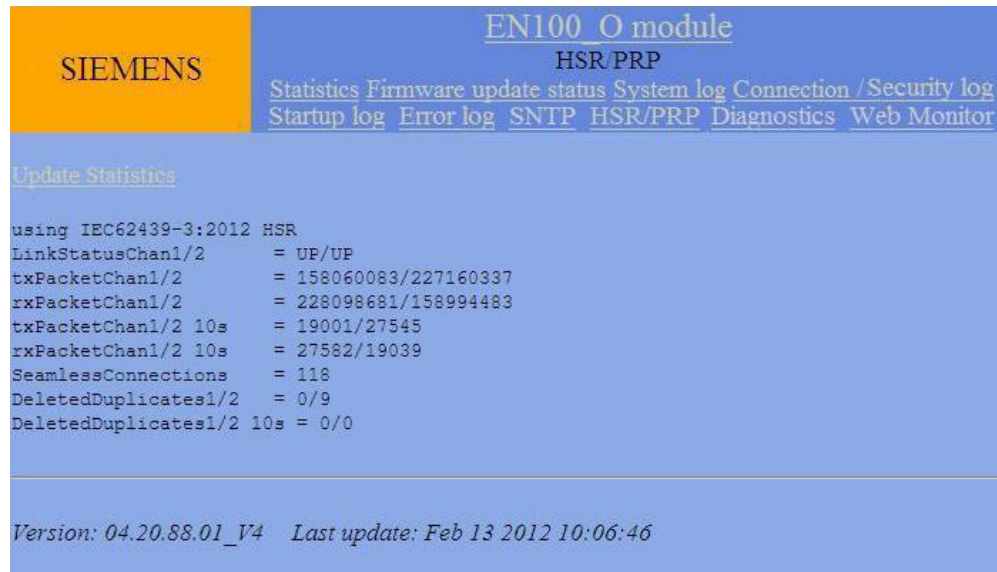 SIEMENS
EN100_O module
HSR/PRP
Statistics Firmware update status System log Connection / Security log
Startup log Error log SNTP HSR/PRP Diagnostics Web Monitor
Update Statistics
using IEC62439-3:2012 HSR
LinkStatusChan1/2 = UP/UP
txPacketChan1/2 = 158060083/227160337
rxPacketChan1/2 = 228098681/158994483
txPacketChan1/2 10s = 19001/27545
rxPacketChan1/2 10s = 27582/19039
SeamlessConnections = 118
DeletedDuplicates1/2 = 0/9
DeletedDuplicates1/2 10s = 0/0
Version: 04.20.88.01_V4 Last update: Feb 13 2012 10:06:46